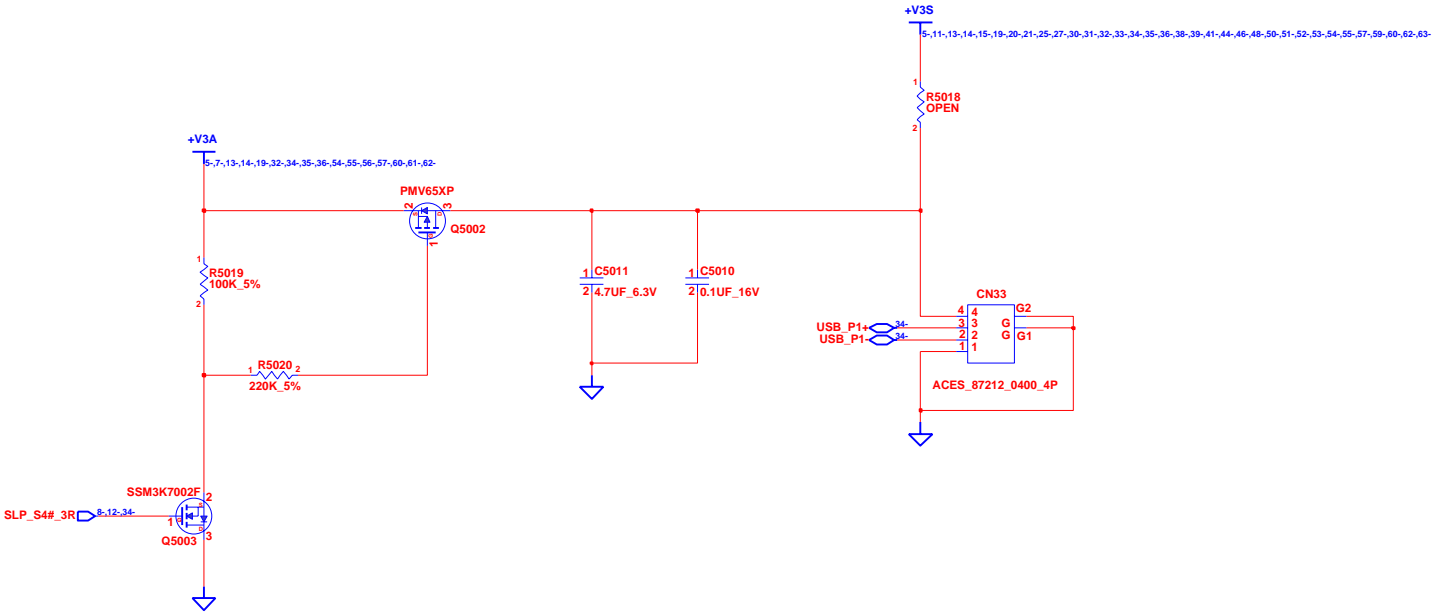 +V3S
5-,11-,13-,14-,15-,19-,20-,21-,25-,27-,30-,31-,32-,33-,34-,35-,36-,38-,39-,41-,44-,46-,48-,50-,51-,52-,53-,54-,55-,57-,59-,60-,62-,63-
1
R5018
OPEN
2
+V3A
5-,7-,13-,14-,19-,32-,34-,35-,36-,54-,55-,56-,57-,60-,61-,62-
PMV65XP
2 S D 3
Q5002
G
1
1
R5019
100K_5%
2
1 C5011
2 4.7UF_6.3V
1 C5010
2 0.1UF_16V
CN33
4 4 G2
USB_P1+ 34- 3 3 G
USB_P1- 34- 2 2 G G1
1 1
ACES_87212_0400_4P
1 R5020 2
220K_5%
SSM3K7002F
2
S
SLP_S4#_3R 8-,12-,34- 1 G
D
Q5003 3